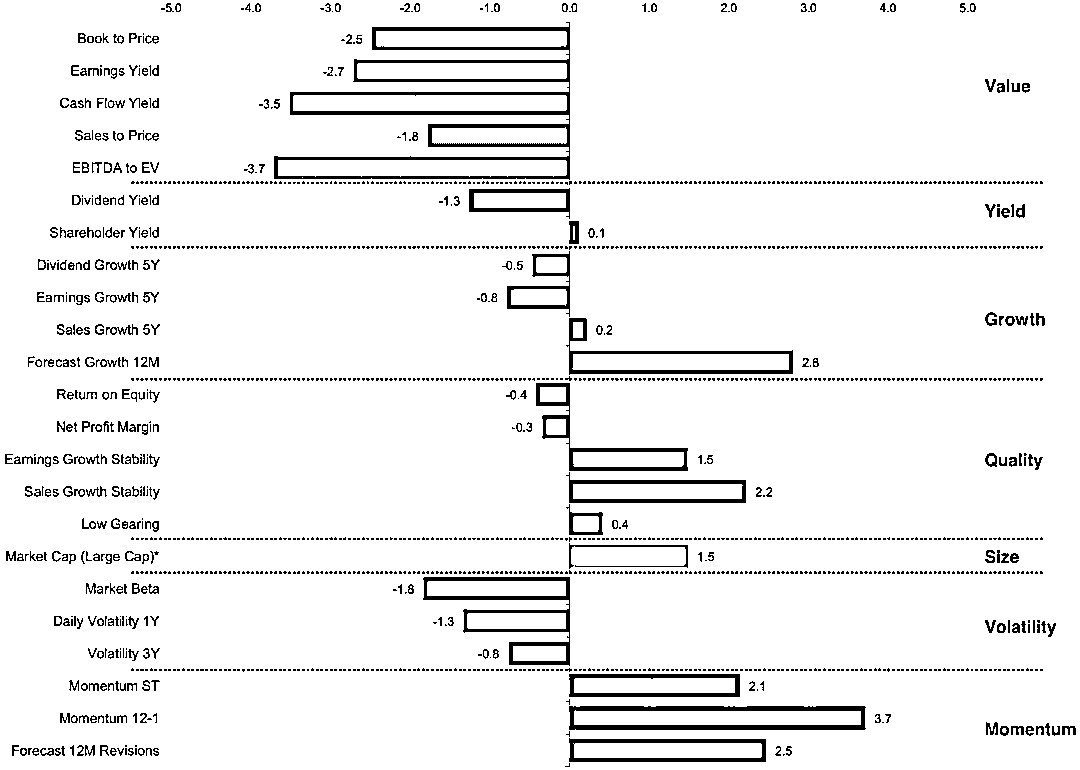 -5.0 -4.0 -3.0 -2.0 -1.0 0.0 1.0 2.0 3.0 4.0 5.0
Book to Price -2.5
Earnings Yield -2.7
Value
Cash Flow Yield -3.5
Sales to Price -1.8
EBITDA to EV -3.7
Dividend Yield -1.3
Yield
Shareholder Yield 0.1
Dividend Growth 5Y -0.5
Earnings Growth 5Y -0.8
Growth
Sales Growth 5Y 0.2
Forecast Growth 12M 2.8
Return on Equity -0.4
Net Profit Margin -0.3
Earnings Growth Stability 1.5 Quality
Sales Growth Stability 2.2
Low Gearing 0.4
Market Cap (Large Cap)* 1.5 Size
Market Beta -1.8
Daily Volatility 1Y -1.3 Volatility
Volatility 3Y -0.8
Momentum ST 2.1
Momentum 12-1 3.7
Momentum
Forecast 12M Revisions 2.5